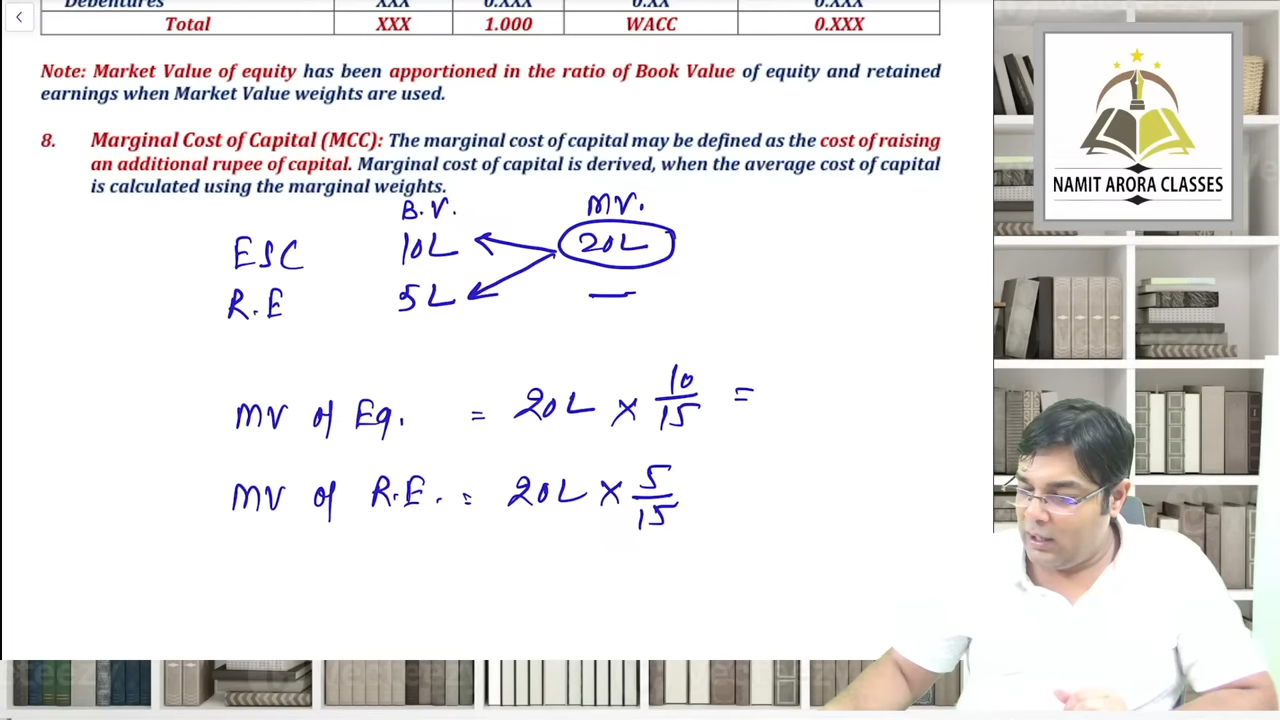 Debentures XXX 0.XXX 0.XX 0.XXX
Total XXX 1.000 WACC 0.XXX
Note: Market Value of equity has been apportioned in the ratio of Book Value of equity and retained
earnings when Market Value weights are used.
8. Marginal Cost of Capital (MCC): The marginal cost of capital may be defined as the cost of raising
an additional rupee of capital. Marginal cost of capital is derived, when the average cost of capital
is calculated using the marginal weights.
B.V. MV.
ESC 10L 20L
R.E 5L —
MV of Eq. = 20L × 10/15 =
MV of R.E. = 20L × 5/15
NAMIT ARORA CLASSES